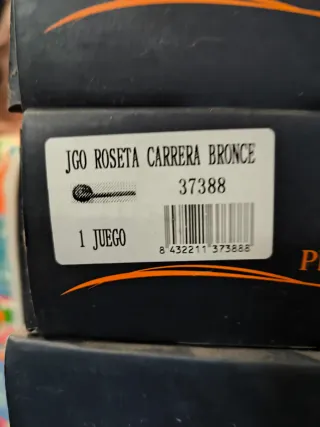 JGO ROSETA CARRERA BRONCE
37388
1 JUEGO
8 432211 373888